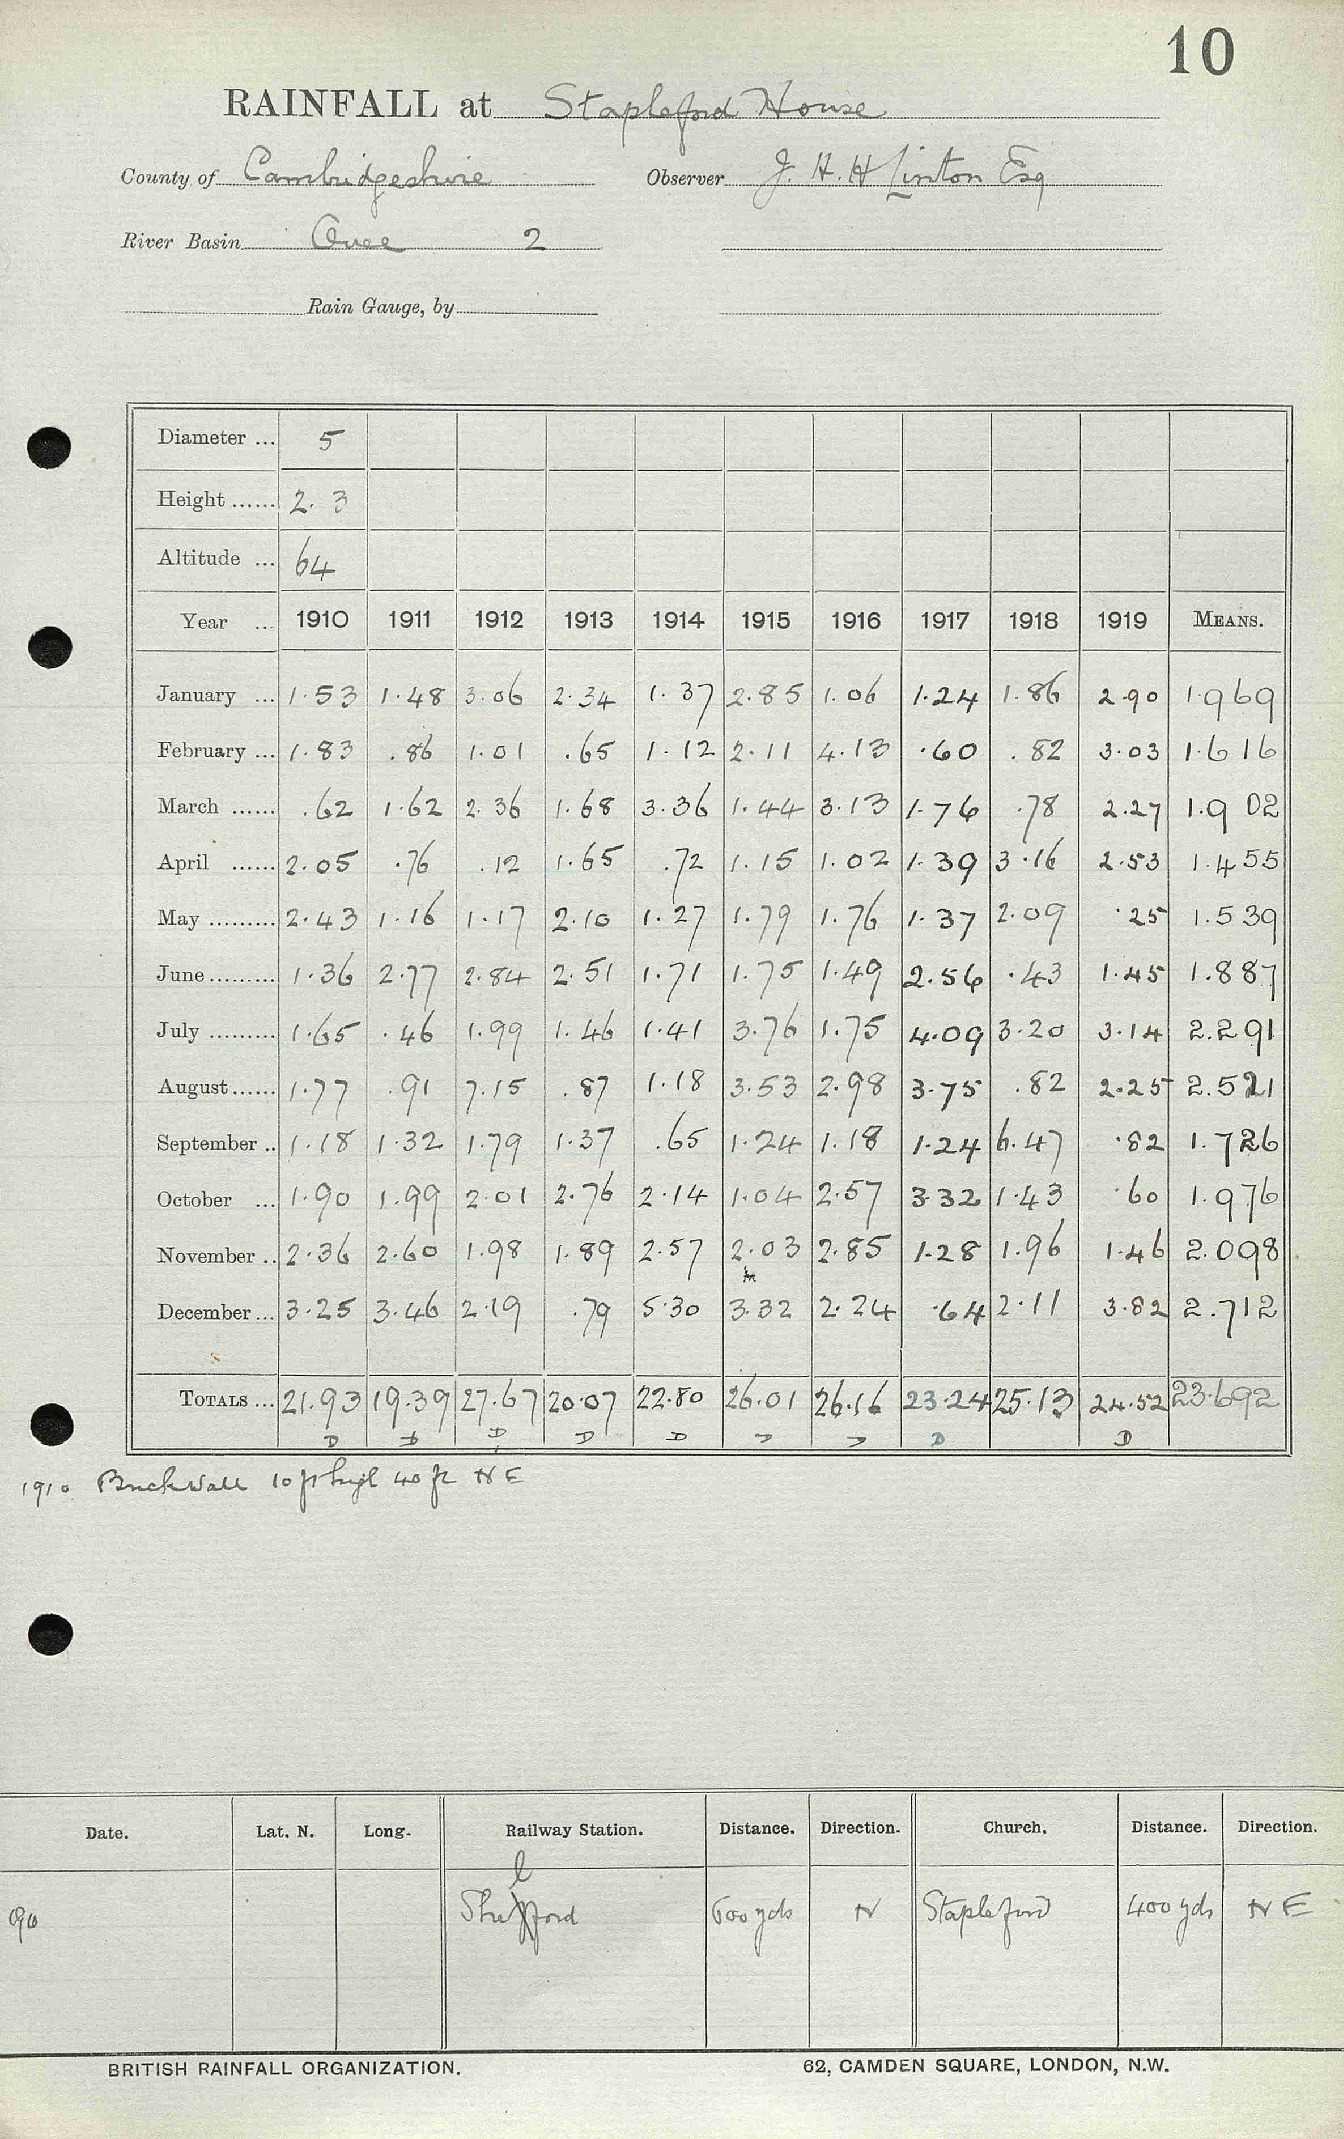 10
RAINFALL at Stapleford House
County of Cambridgeshire Observer J. H. H Linton Esq
River Basin Ouse 2
Rain Gauge, by
Diameter ... 5
Height ...... 2. 3
Altitude ... 64
Year ... 1910 1911 1912 1913 1914 1915 1916 1917 1918 1919 MEANS.
January ... 1.53 1.48 3.06 2.34 1.37 2.85 1.06 1.24 1.86 2.90 1.969
February ... 1.83 .86 1.01 .65 1.12 2.11 4.13 .60 .82 3.03 1.616
March ...... .62 1.62 2.36 1.68 3.36 1.44 3.13 1.76 .78 2.27 1.902
April ...... 2.05 .76 .12 1.65 .72 1.15 1.02 1.39 3.16 2.53 1.455
May ......... 2.43 1.16 1.17 2.10 1.27 1.79 1.76 1.37 2.09 .25 1.539
June ......... 1.36 2.77 2.84 2.51 1.71 1.75 1.49 2.56 .43 1.45 1.887
July ......... 1.65 .46 1.99 1.46 1.41 3.76 1.75 4.09 3.20 3.14 2.291
August ...... 1.77 .91 7.15 .87 1.18 3.53 2.98 3.75 .82 2.25 2.521
September .. 1.18 1.32 1.79 1.37 .65 1.24 1.18 1.24 6.47 .82 1.726
October ... 1.90 1.99 2.01 2.76 2.14 1.04 2.57 3.32 1.43 .60 1.976
November .. 2.36 2.60 1.98 1.89 2.57 2.03 2.85 1.28 1.96 1.46 2.098
December ... 3.25 3.46 2.19 .79 5.30 3.32 2.24 .64 2.11 3.82 2.712
TOTALS ... 21.93 19.39 27.67 20.07 22.80 26.01 26.16 23.24 25.13 24.52 23.692
D D D D D D D D D
1910 Brick Wall 10 ft high 40 ft N E
Date. Lat. N. Long. Railway Station. Distance. Direction. Church. Distance. Direction.
Shelford 600 yds N Stapleford 400 yds N E
BRITISH RAINFALL ORGANIZATION. 62, CAMDEN SQUARE, LONDON, N.W.